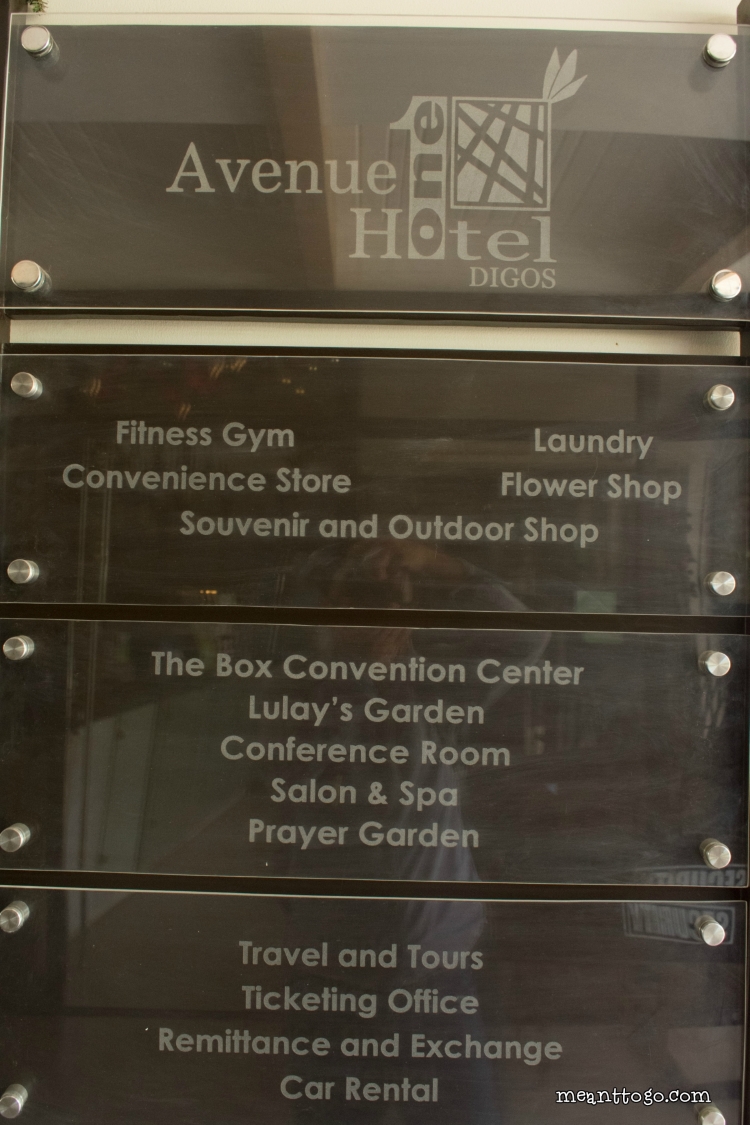 Avenue One
Hotel
DIGOS
Fitness Gym
Laundry
Convenience Store
Flower Shop
Souvenir and Outdoor Shop
The Box Convention Center
Lulay's Garden
Conference Room
Salon & Spa
Prayer Garden
SECURITY
SECURITY
Travel and Tours
Ticketing Office
Remittance and Exchange
Car Rental
meanttogo.com